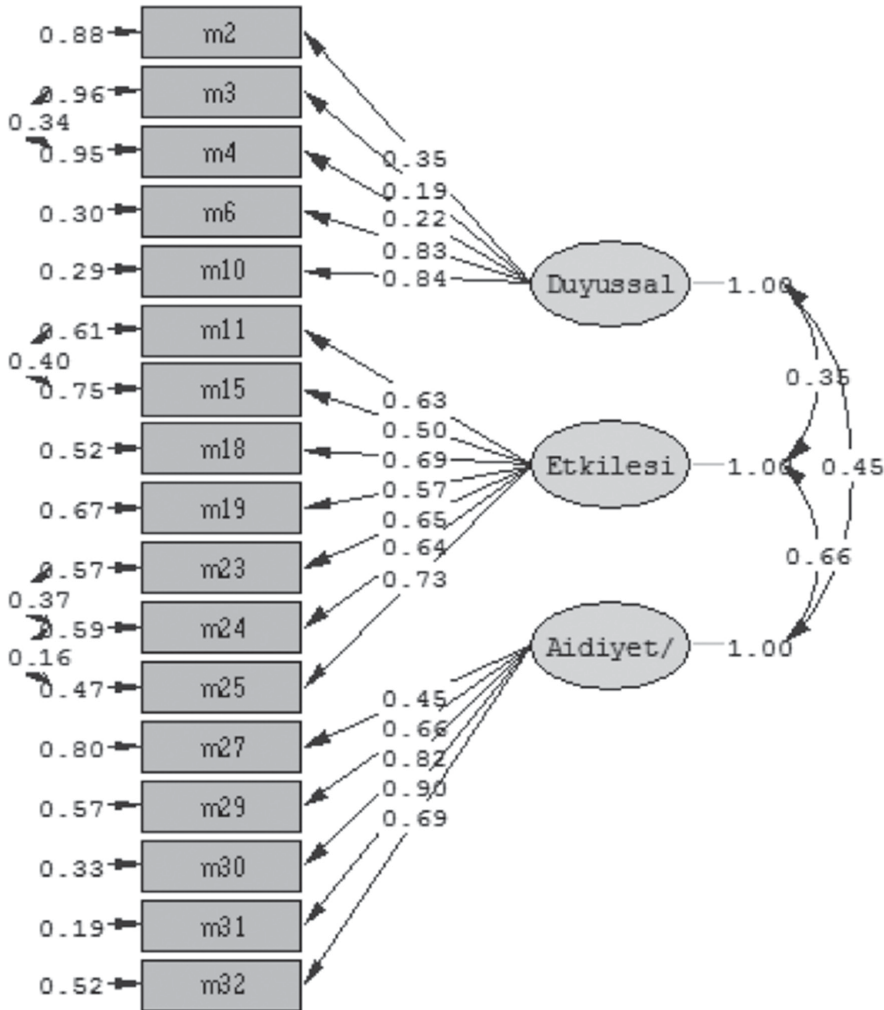 0.88 m2
0.96 m3
0.34
0.95 m4
0.35
0.19
0.30 m6
0.22
0.83
0.29 m10
0.84
Duyussal 1.00
0.61 m11
0.40
0.35
0.75 m15
0.63
0.50
0.52 m18
0.69
Etkilesi 1.00 0.45
0.57
0.67 m19
0.65
0.64
0.57 m23
0.73
0.66
0.37
0.59 m24
Aidiyet/ 1.00
0.16
0.47 m25
0.45
0.66
0.80 m27
0.82
0.90
0.57 m29
0.69
0.33 m30
0.19 m31
0.52 m32